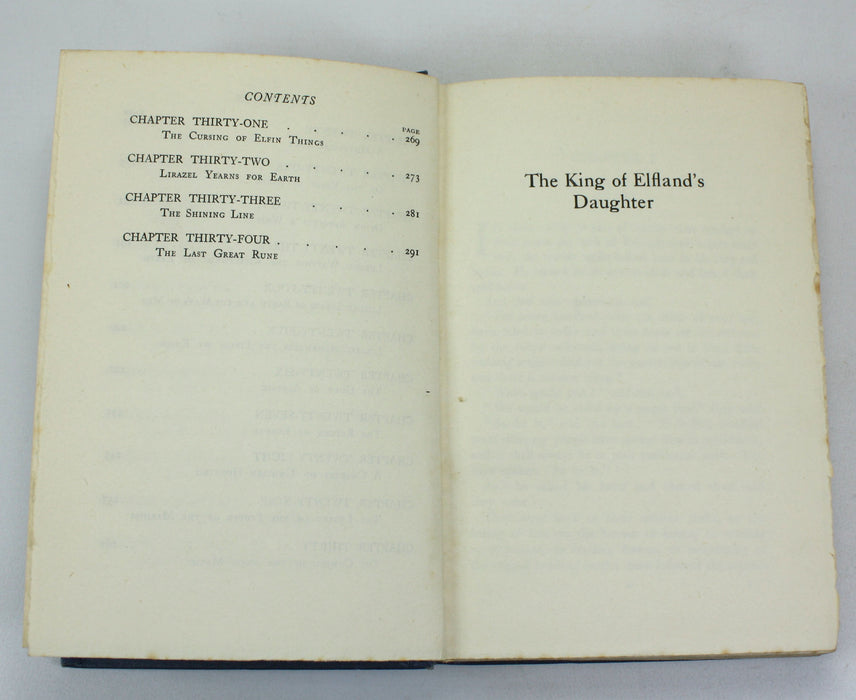 CONTENTS
PAGE
CHAPTER THIRTY-ONE . . . . .
The Cursing of Elfin Things 269
CHAPTER THIRTY-TWO . . . . .
Lirazel Yearns for Earth 273
CHAPTER THIRTY-THREE . . . .
The Shining Line 281
CHAPTER THIRTY-FOUR . . . . . 291
The Last Great Rune
The King of Elfland's
Daughter